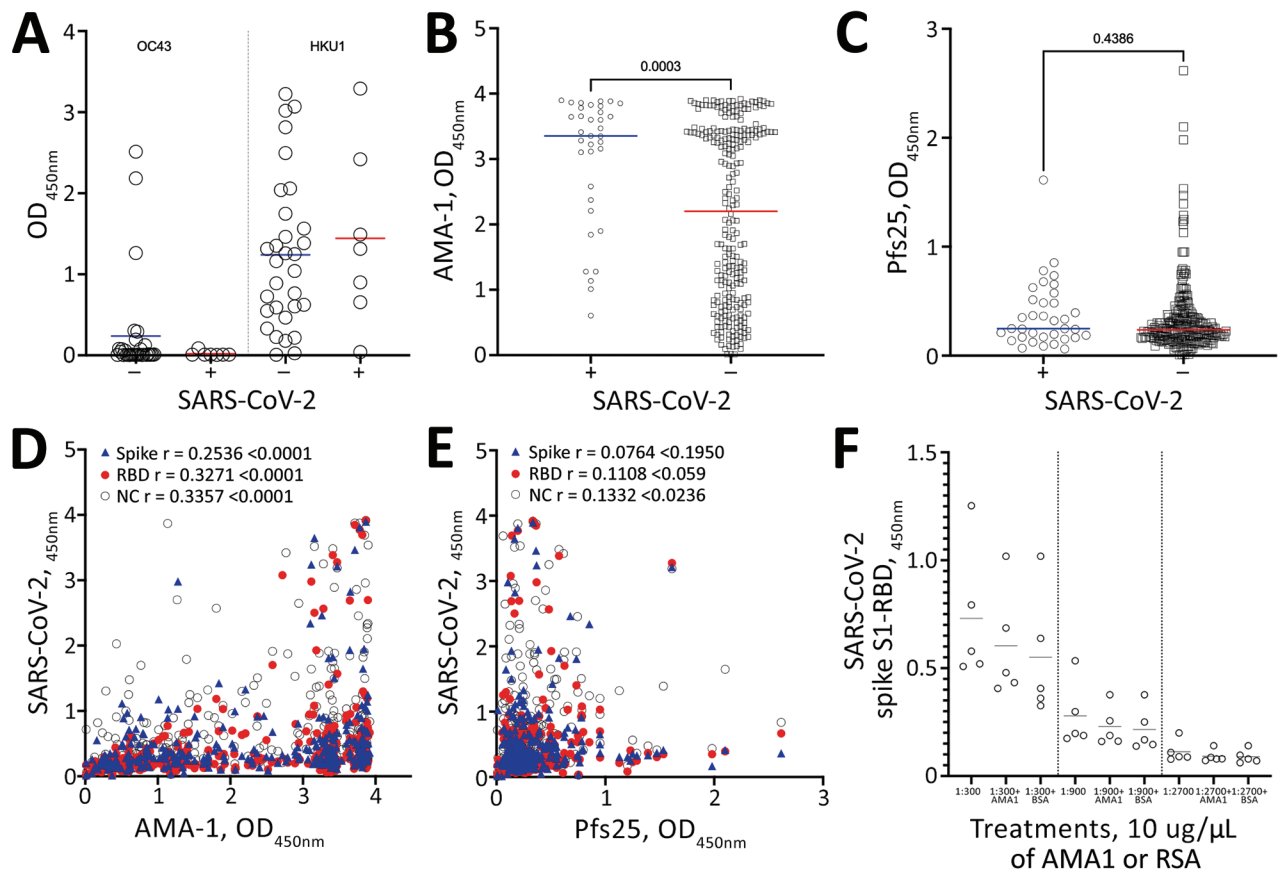 A
B
C
4
3
2
1
0
OD450nm
OC43
HKU1
−
+
−
+
SARS-CoV-2
5
4
3
2
1
0
AMA-1, OD450nm
0.0003
+
−
SARS-CoV-2
3
2
1
0
Pfs25, OD450nm
0.4386
+
−
SARS-CoV-2
D
E
F
5
4
3
2
1
0
SARS-CoV-2, 450nm
Spike r = 0.2536 <0.0001
RBD r = 0.3271 <0.0001
NC r = 0.3357 <0.0001
0 1 2 3 4
AMA-1, OD450nm
5
4
3
2
1
0
SARS-CoV-2, 450nm
Spike r = 0.0764 <0.1950
RBD r = 0.1108 <0.059
NC r = 0.1332 <0.0236
0 1 2 3
Pfs25, OD450nm
1.5
1.0
0.5
0
SARS-CoV-2
spike S1-RBD, 450nm
1:300 1:300+ 1:300+ 1:900 1:900+ 1:900+ 1:2700 1:2700+ 1:2700+
AMA1 BSA AMA1 BSA AMA1 BSA
Treatments, 10 ug/µL
of AMA1 or RSA